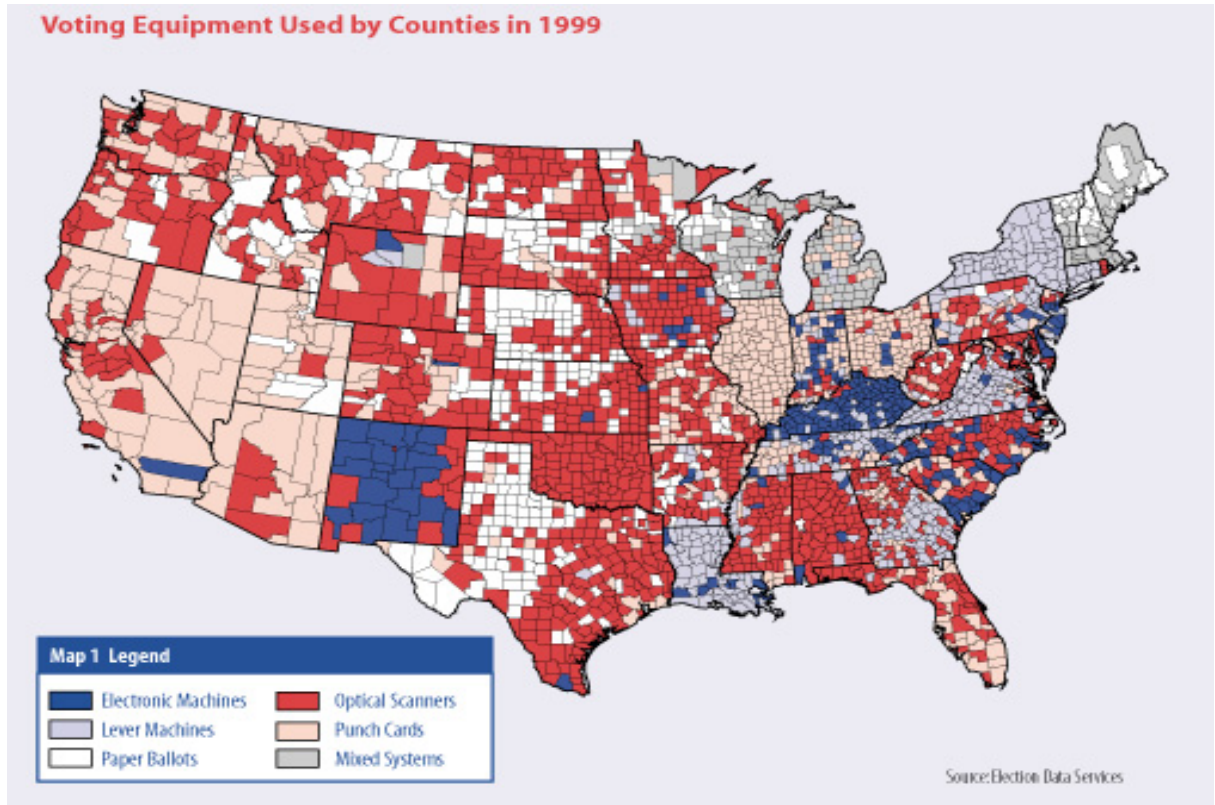 Voting Equipment Used by Counties in 1999
Map 1 Legend
Electronic Machines
Optical Scanners
Lever Machines
Punch Cards
Paper Ballots
Mixed Systems
Source:Election Data Services